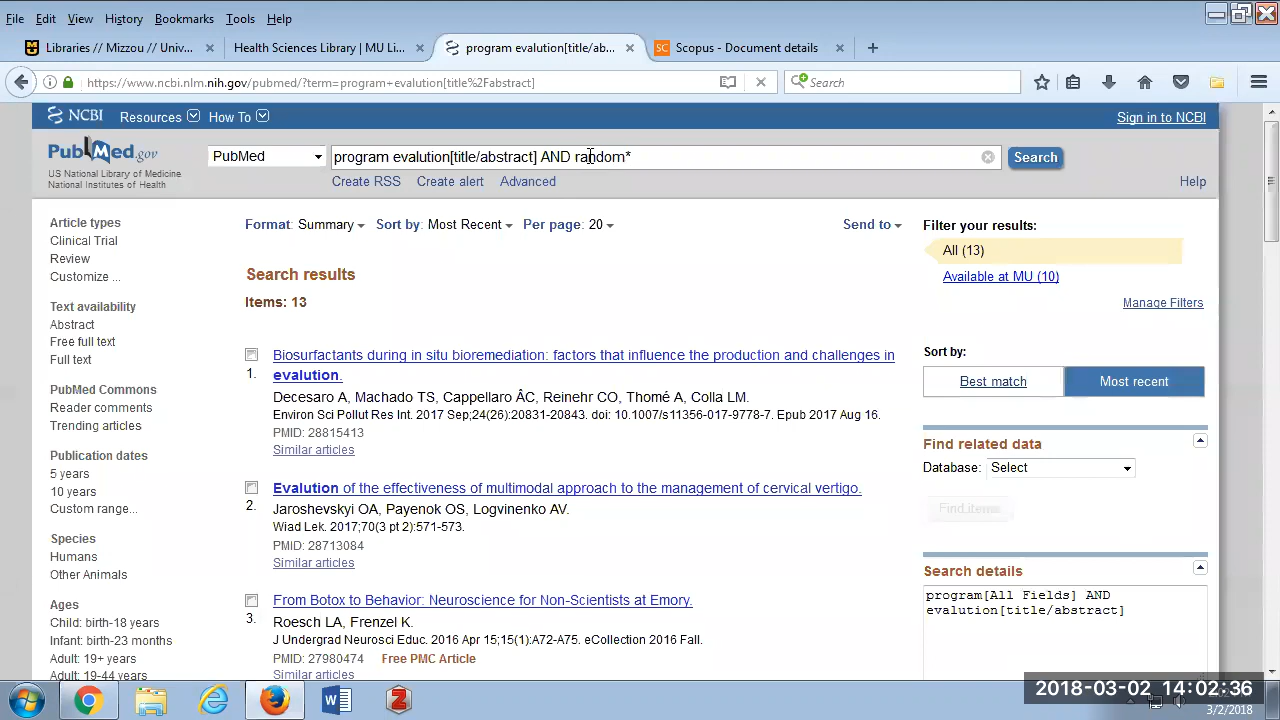 File Edit View History Bookmarks Tools Help
Libraries // Mizzou // Univ... × Health Sciences Library | MU Li... × program evalution[title/ab... × SC Scopus - Document details × +
https://www.ncbi.nlm.nih.gov/pubmed/?term=program+evalution[title%2Fabstract] Search
NCBI Resources How To Sign in to NCBI
PubMed.gov
US National Library of Medicine
National Institutes of Health
PubMed program evalution[title/abstract] AND random* Search
Create RSS Create alert Advanced Help
Article types
Clinical Trial
Review
Customize ...
Text availability
Abstract
Free full text
Full text
PubMed Commons
Reader comments
Trending articles
Publication dates
5 years
10 years
Custom range...
Species
Humans
Other Animals
Ages
Child: birth-18 years
Infant: birth-23 months
Adult: 19+ years
Adult: 19-44 years
Format: Summary Sort by: Most Recent Per page: 20 Send to
Search results
Items: 13
1. Biosurfactants during in situ bioremediation: factors that influence the production and challenges in
evalution.
Decesaro A, Machado TS, Cappellaro ÂC, Reinehr CO, Thomé A, Colla LM.
Environ Sci Pollut Res Int. 2017 Sep;24(26):20831-20843. doi: 10.1007/s11356-017-9778-7. Epub 2017 Aug 16.
PMID: 28815413
Similar articles
2. Evalution of the effectiveness of multimodal approach to the management of cervical vertigo.
Jaroshevskyi OA, Payenok OS, Logvinenko AV.
Wiad Lek. 2017;70(3 pt 2):571-573.
PMID: 28713084
Similar articles
3. From Botox to Behavior: Neuroscience for Non-Scientists at Emory.
Roesch LA, Frenzel K.
J Undergrad Neurosci Educ. 2016 Apr 15;15(1):A72-A75. eCollection 2016 Fall.
PMID: 27980474 Free PMC Article
Similar articles
Filter your results:
All (13)
Available at MU (10)
Manage Filters
Sort by:
Best match Most recent
Find related data
Database: Select
Find items
Search details
program[All Fields] AND
evalution[title/abstract]
2018-03-02 14:02:36
3/2/2018